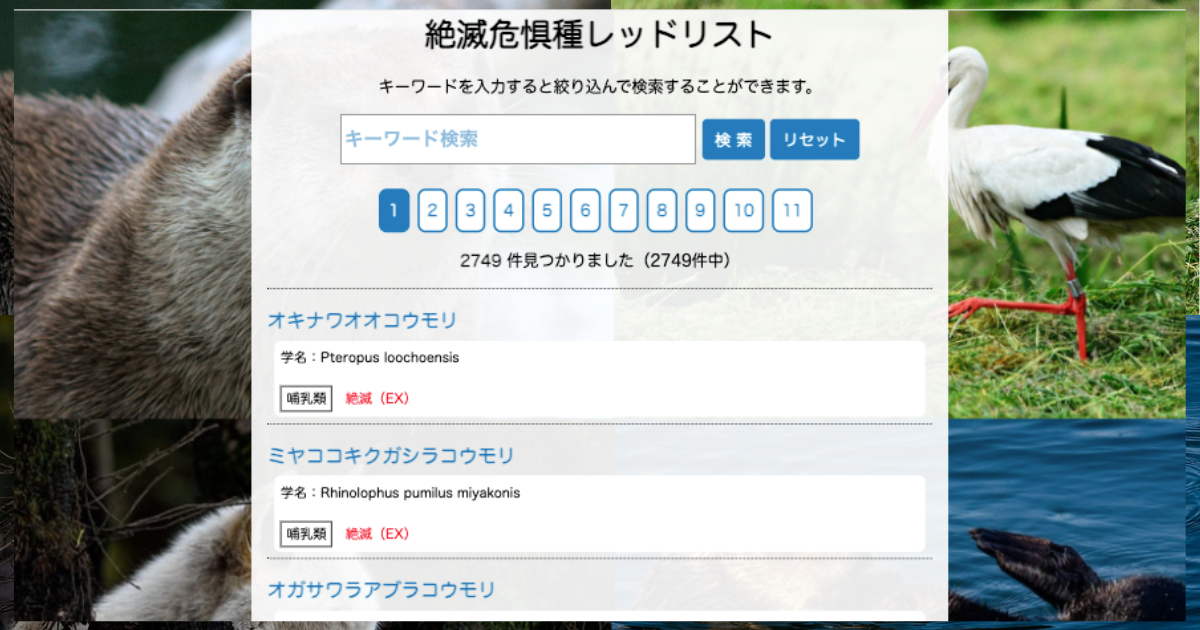 絶滅危惧種レッドリスト
キーワードを入力すると絞り込んで検索することができます。
キーワード検索 検 索 リセット
1 2 3 4 5 6 7 8 9 10 11
2749 件見つかりました（2749件中）
オキナワオオコウモリ
学名：Pteropus loochoensis
哺乳類 絶滅（EX）
ミヤココキクガシラコウモリ
学名：Rhinolophus pumilus miyakonis
哺乳類 絶滅（EX）
オガサワラアブラコウモリ